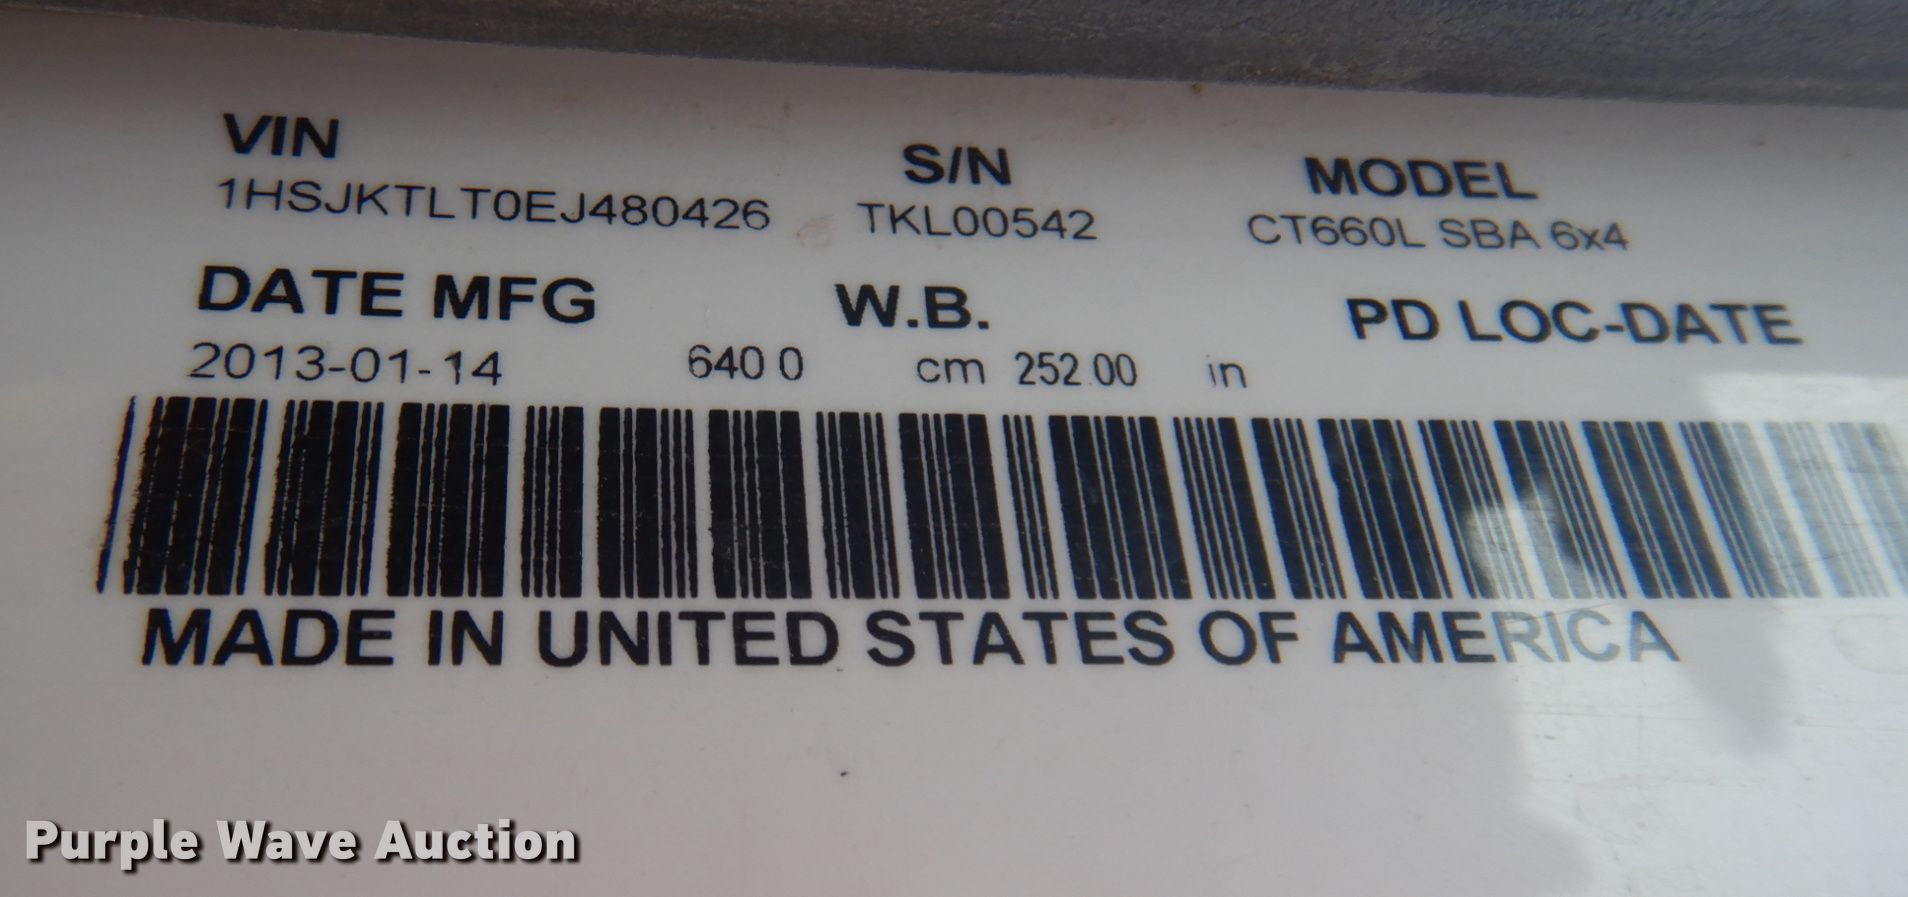 VIN S/N MODEL
1HSJKTLT0EJ480426 TKL00542 CT660L SBA 6x4
DATE MFG W.B. PD LOC-DATE
2013-01-14 640 0 cm 252.00 in
MADE IN UNITED STATES OF AMERICA
Purple Wave Auction